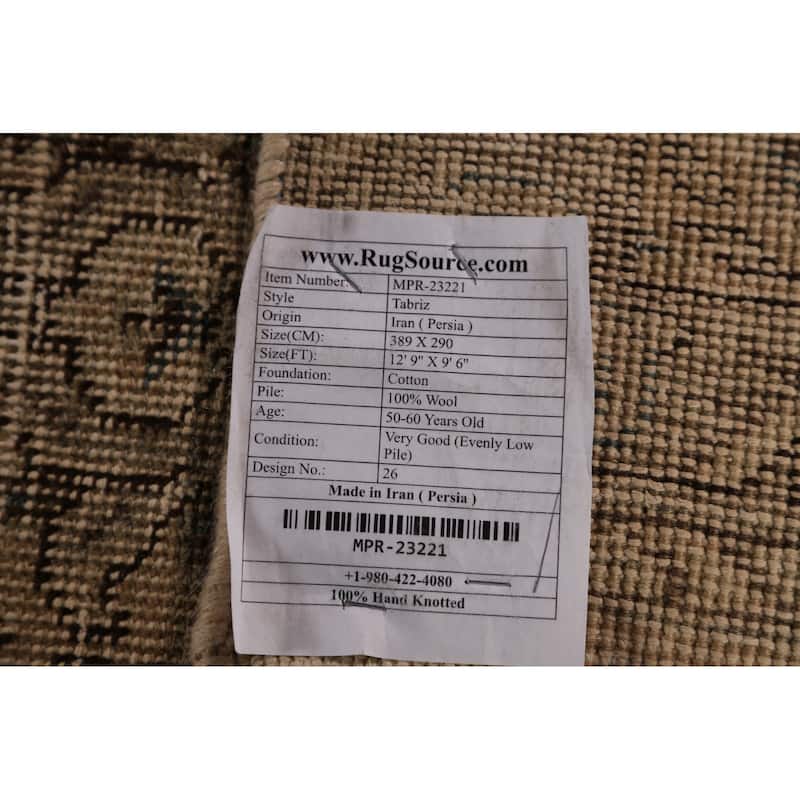 www.RugSource.com
Item Number: MPR-23221
Style Tabriz
Origin Iran ( Persia )
Size(CM): 389 X 290
Size(FT): 12' 9" X 9' 6"
Foundation: Cotton
Pile: 100% Wool
Age: 50-60 Years Old
Condition: Very Good (Evenly Low
Pile)
Design No.: 26
Made in Iran ( Persia )
MPR-23221
+1-980-422-4080
100% Hand Knotted